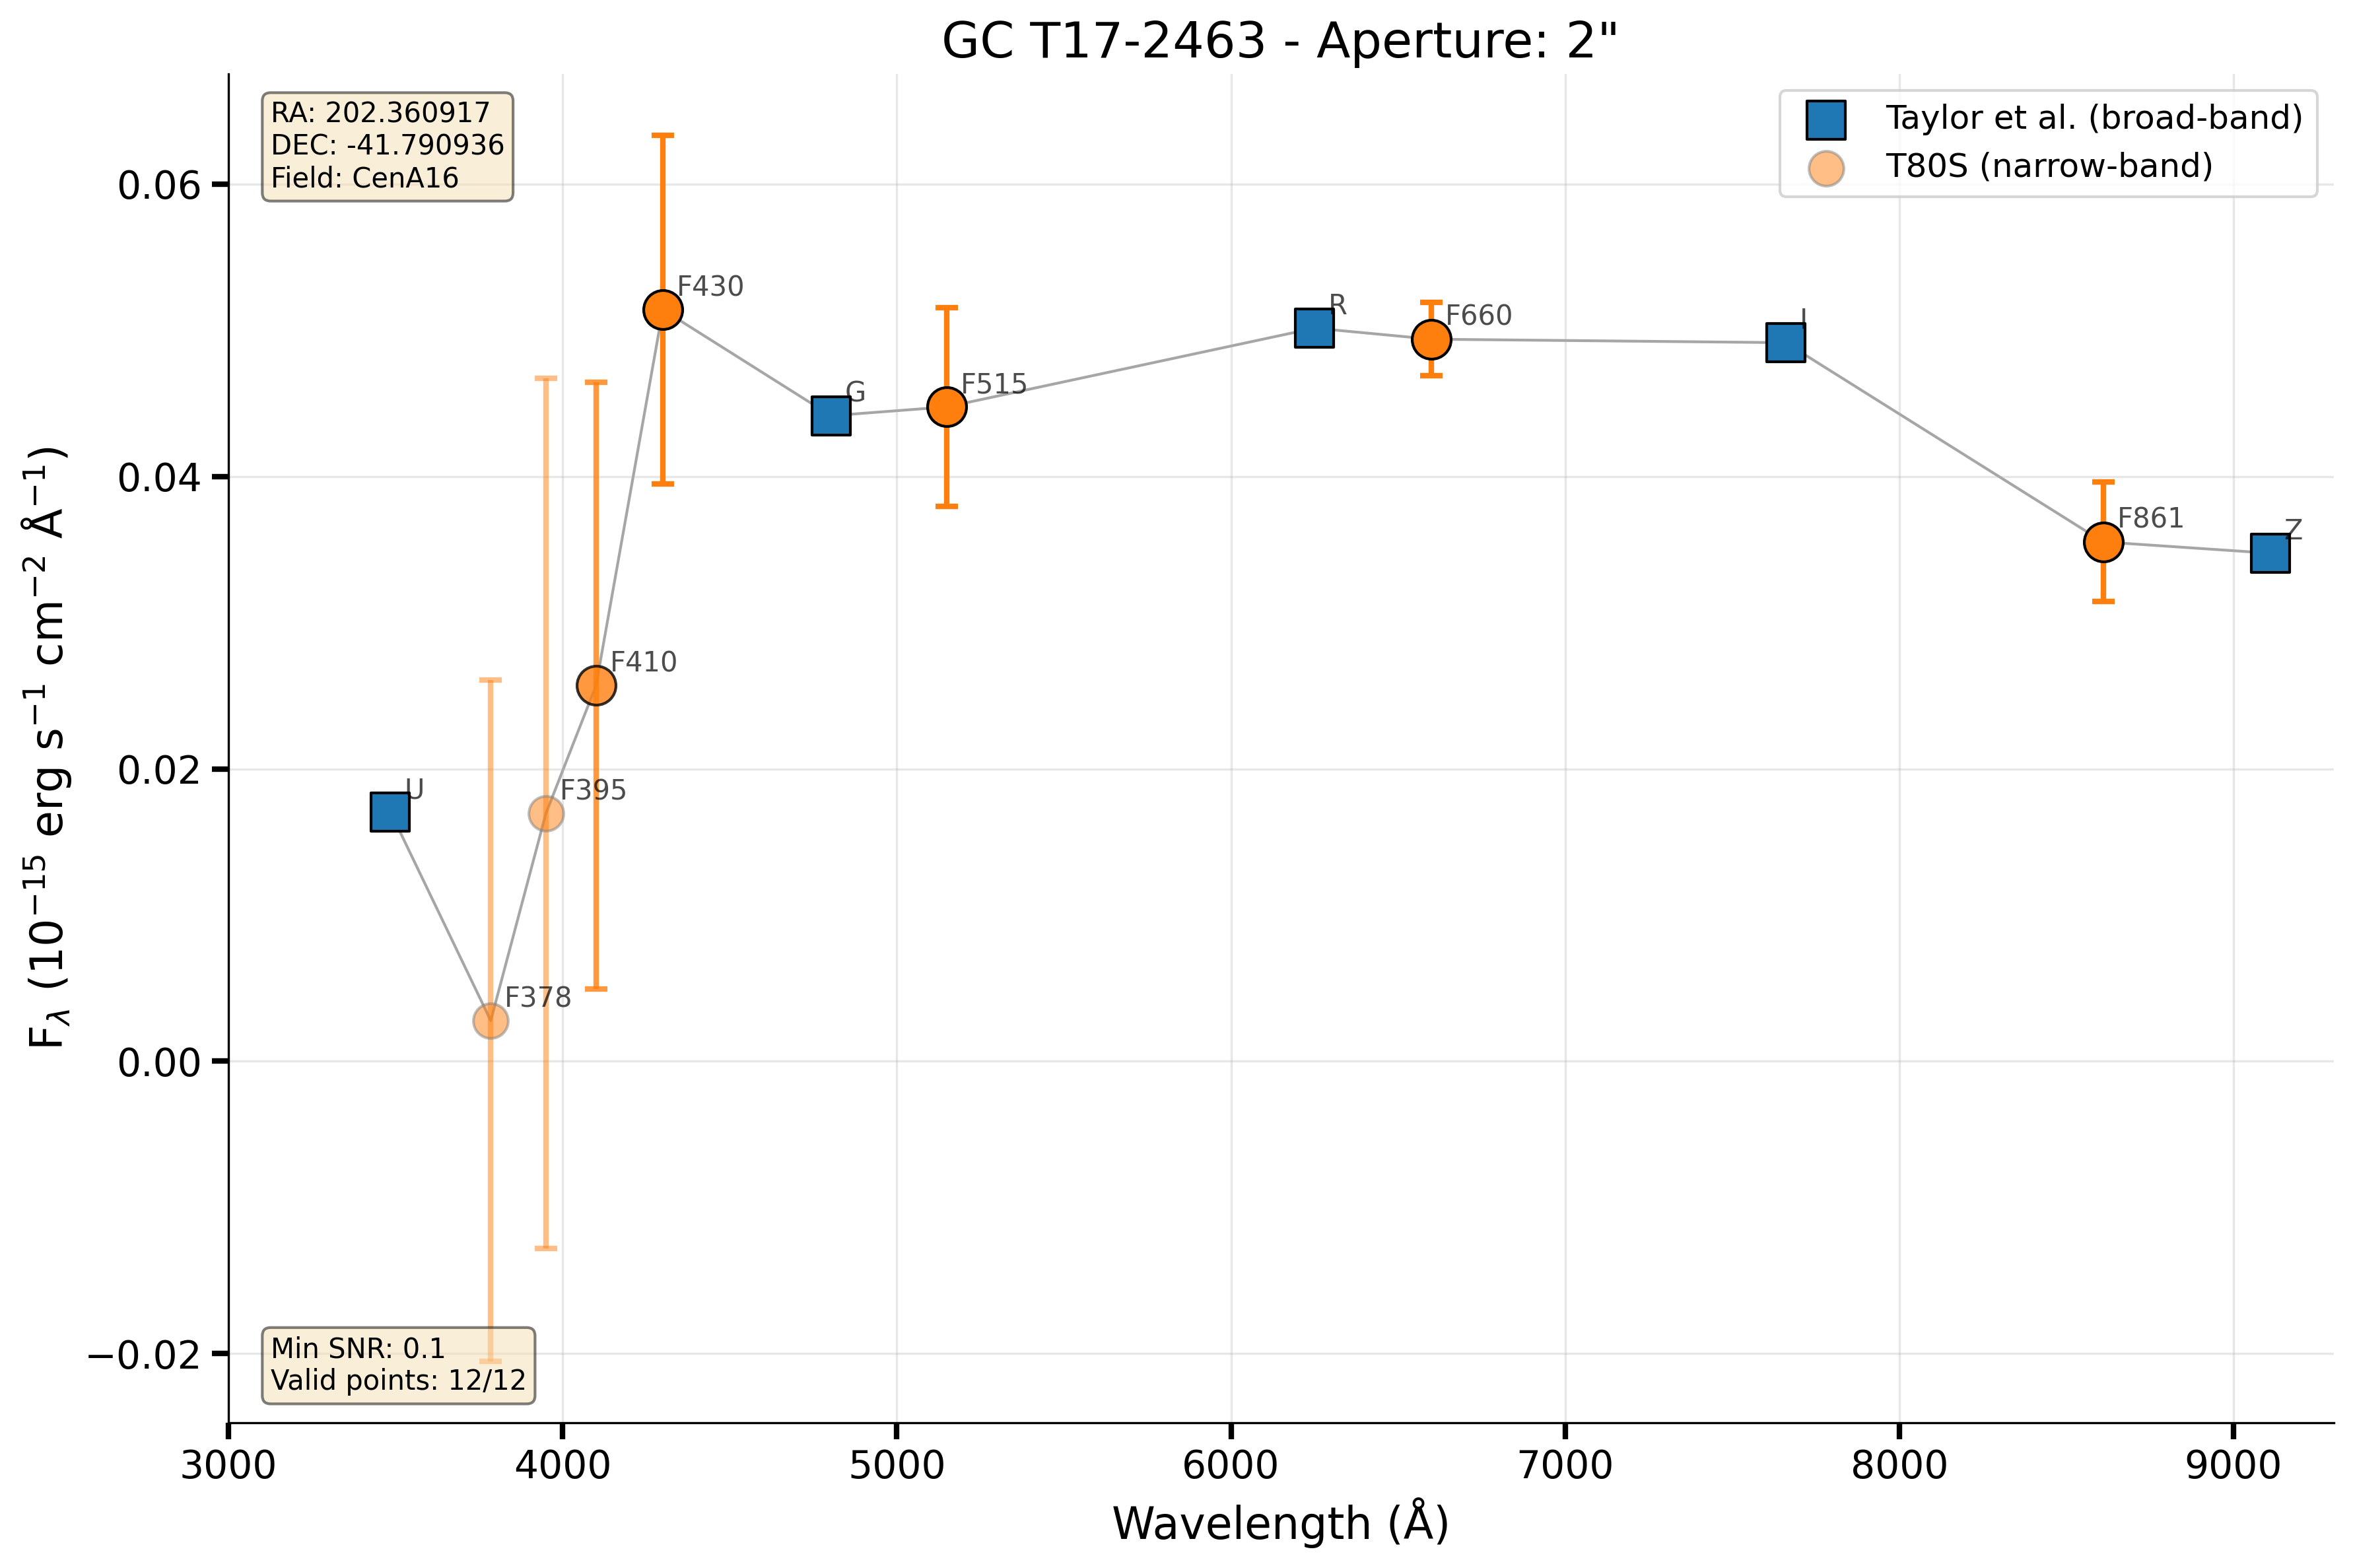 GC T17-2463 - Aperture: 2"
RA: 202.360917
DEC: -41.790936
Field: CenA16
Taylor et al. (broad-band)
T80S (narrow-band)
F430
R
F660
I
G
F515
F861
Z
F410
U
F395
F378
Min SNR: 0.1
Valid points: 12/12
0.06
0.04
0.02
0.00
−0.02
3000 4000 5000 6000 7000 8000 9000
Wavelength (Å)
Fλ (10⁻¹⁵ erg s⁻¹ cm⁻² Å⁻¹)